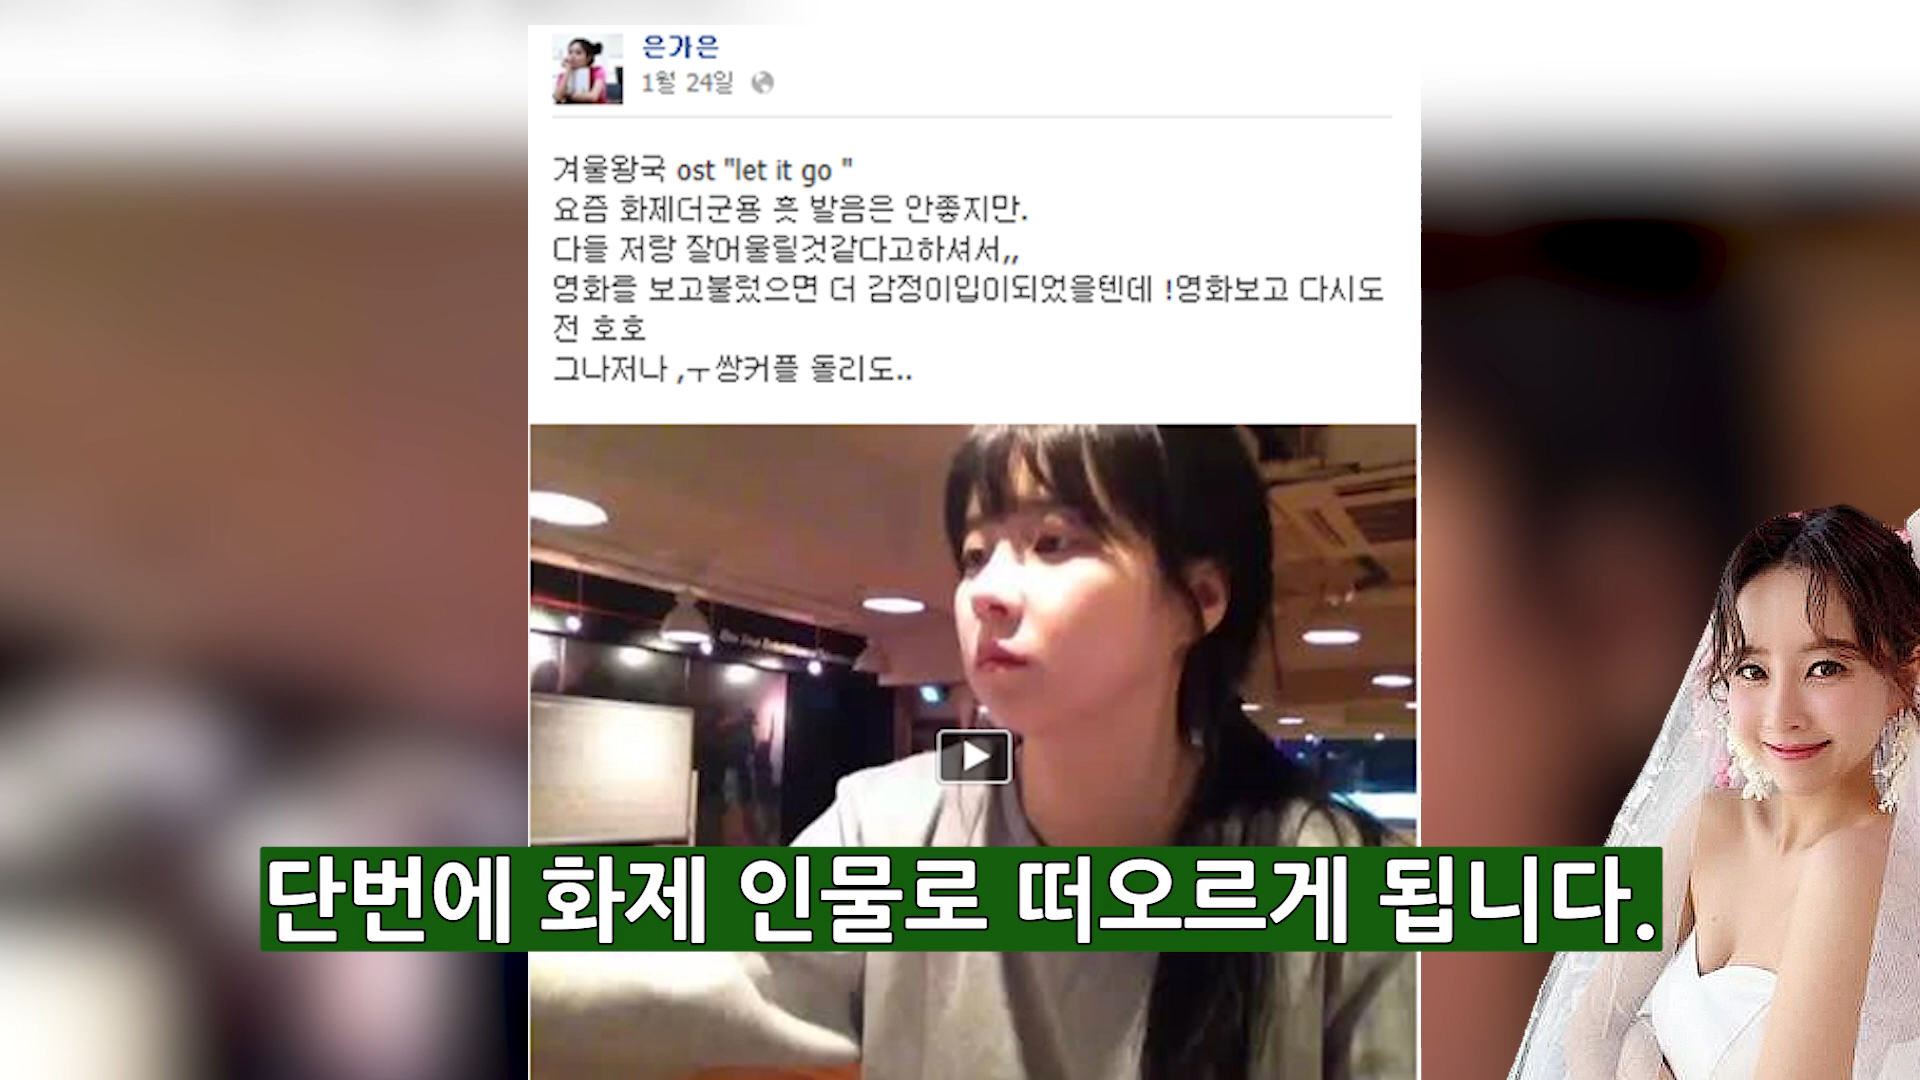 은가은
1월 24일
겨울왕국 ost "let it go "
요즘 화제더군용 흣 발음은 안좋지만.
다들 저랑 잘어울릴것같다고하셔서,,
영화를 보고불렀으면 더 감정이입이되었을텐데 !영화보고 다시도
전 호호
그나저나 ,ㅜ쌍커플 돌리도..
단번에 화제 인물로 떠오르게 됩니다.